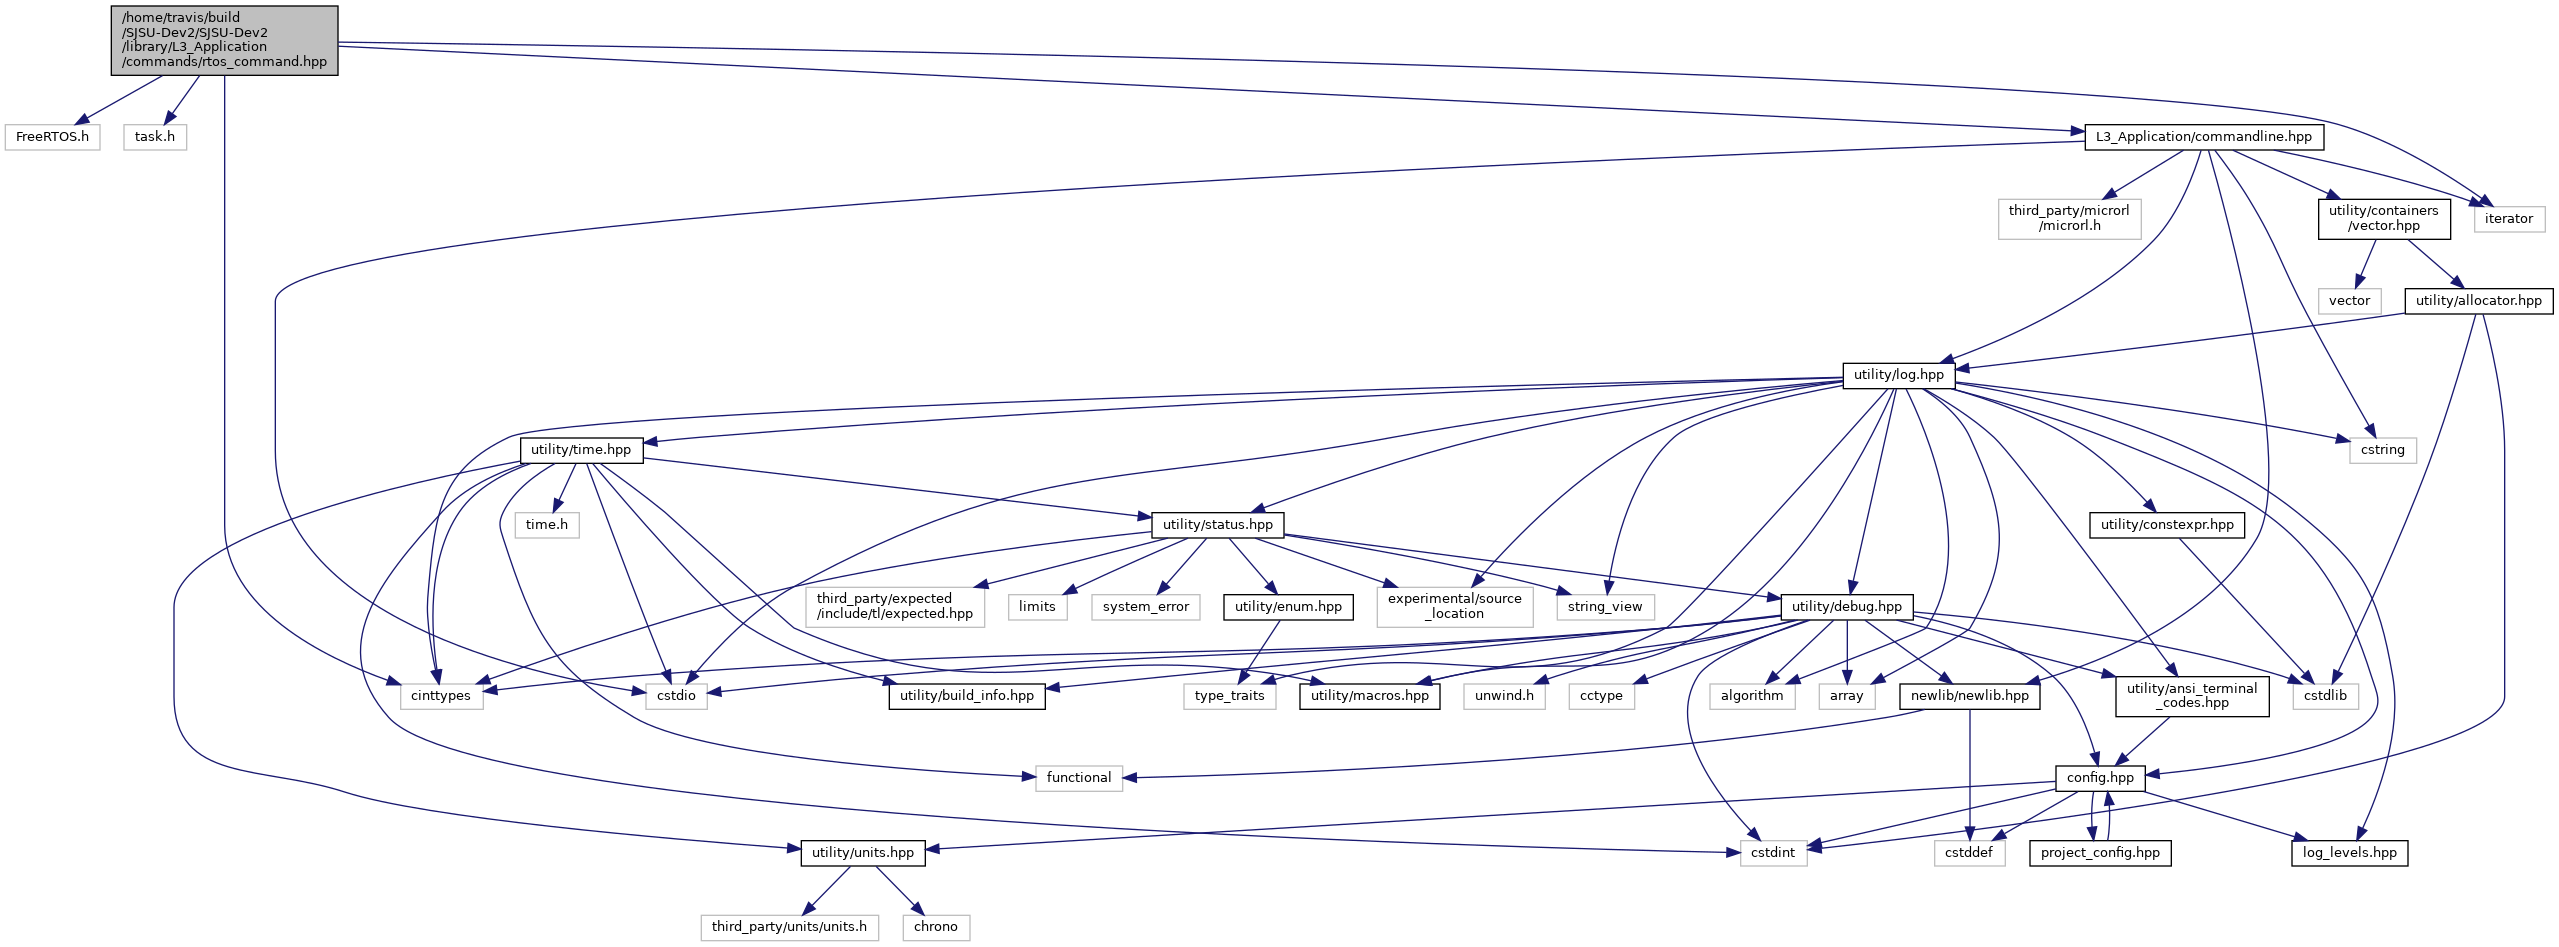 /home/travis/build
/SJSU-Dev2/SJSU-Dev2
/library/L3_Application
/commands/rtos_command.hpp
FreeRTOS.h
task.h
L3_Application/commandline.hpp
third_party/microrl
/microrl.h
utility/containers
/vector.hpp
iterator
vector
utility/allocator.hpp
utility/log.hpp
utility/time.hpp
cstring
time.h
utility/status.hpp
utility/constexpr.hpp
third_party/expected
/include/tl/expected.hpp
limits
system_error
utility/enum.hpp
experimental/source
_location
string_view
utility/debug.hpp
cinttypes
cstdio
utility/build_info.hpp
type_traits
utility/macros.hpp
unwind.h
cctype
algorithm
array
newlib/newlib.hpp
utility/ansi_terminal
_codes.hpp
cstdlib
functional
config.hpp
utility/units.hpp
cstdint
cstddef
project_config.hpp
log_levels.hpp
third_party/units/units.h
chrono